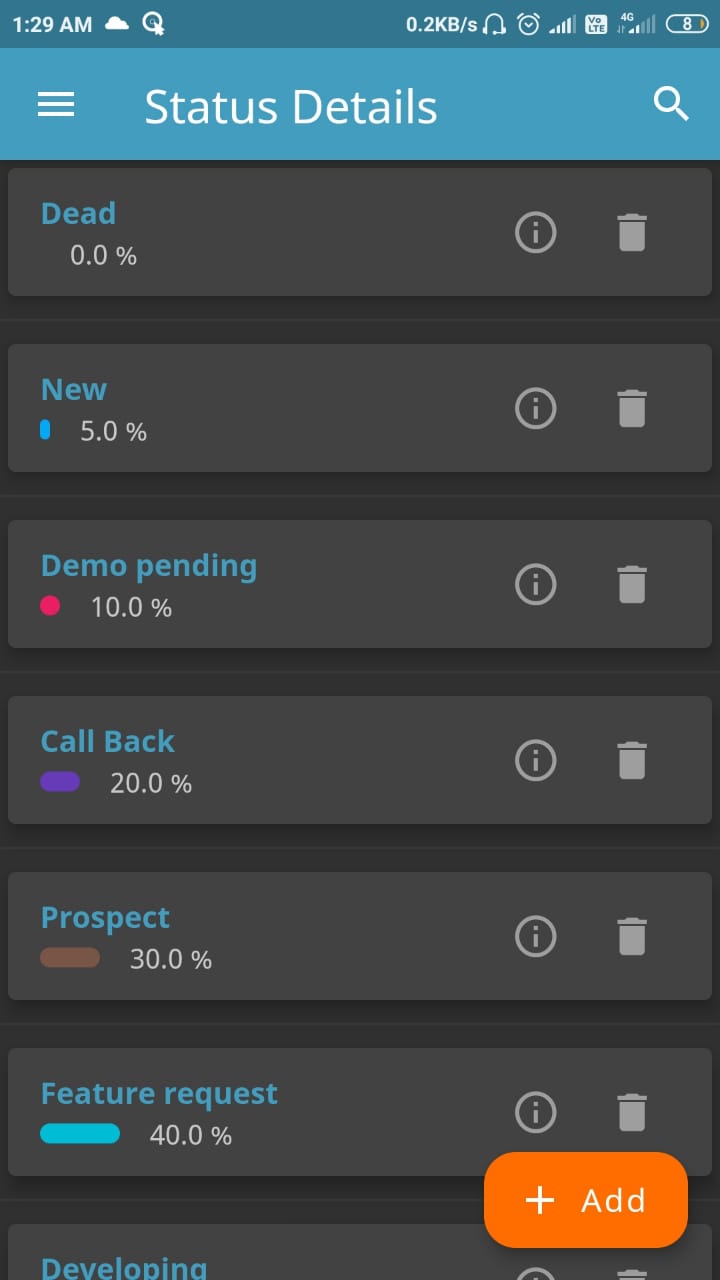 1:29 AM 0.2KB/s Vo LTE 4G 8
Status Details
Dead
0.0 %
New
5.0 %
Demo pending
10.0 %
Call Back
20.0 %
Prospect
30.0 %
Feature request
40.0 %
Add
Developing